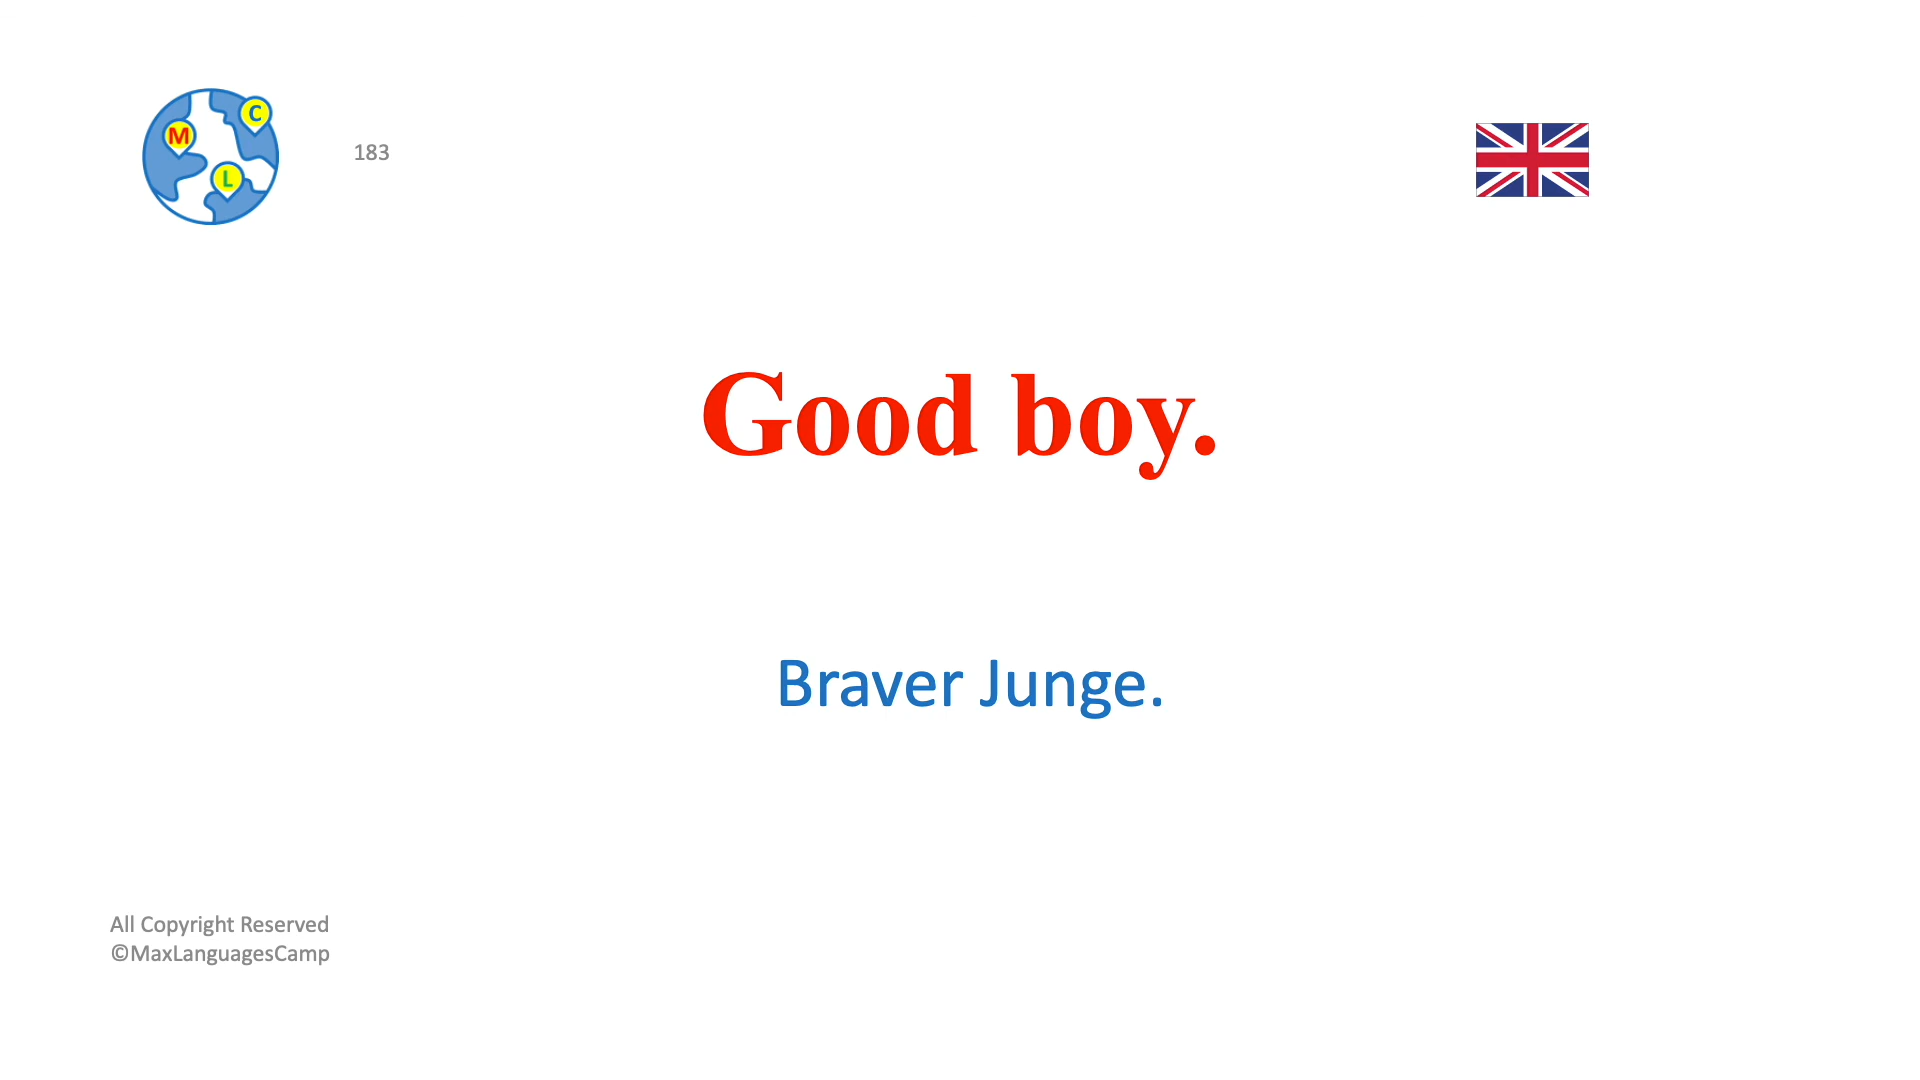 C
M
L
183
Good boy.
Braver Junge.
All Copyright Reserved
©MaxLanguagesCamp